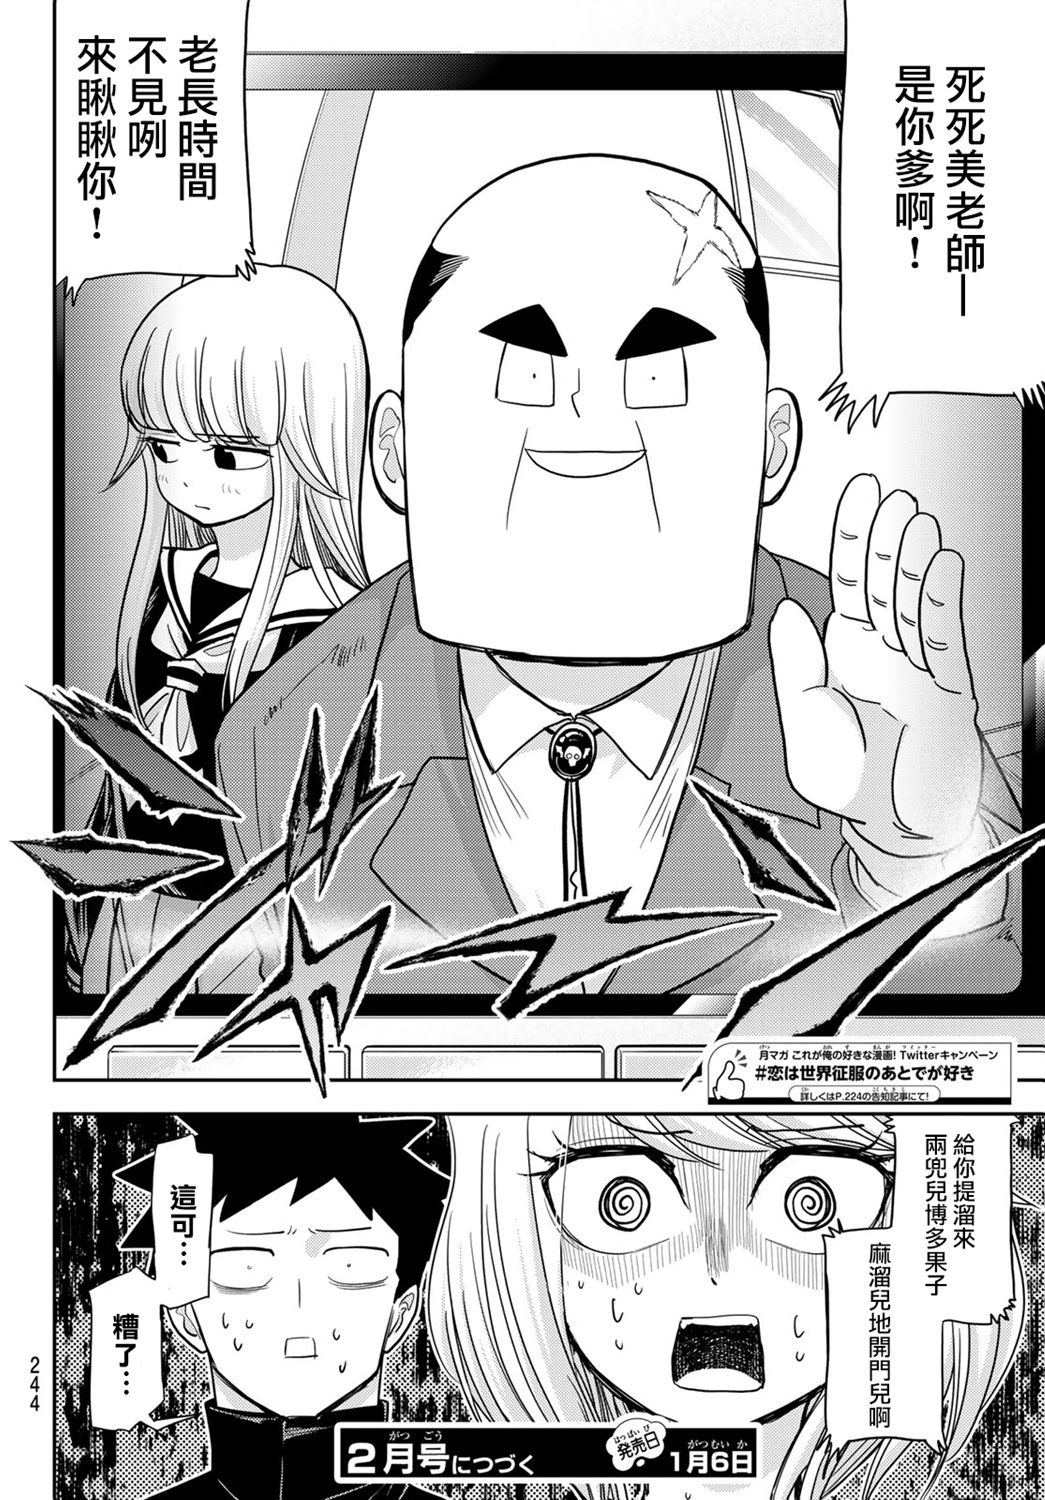 死死美老師ー
是你爹啊！
老長時間
不見咧
來瞅瞅你！
月マガ これが俺の好きな漫画! Twitterキャンペーン
#恋は世界征服のあとでが好き
詳しくはP.224の告知記事にて!
給你提溜來
兩兜兒博多果子
麻溜兒地開門兒啊
這可…
糟了…
2月号につづく
発売日
1月6日
244